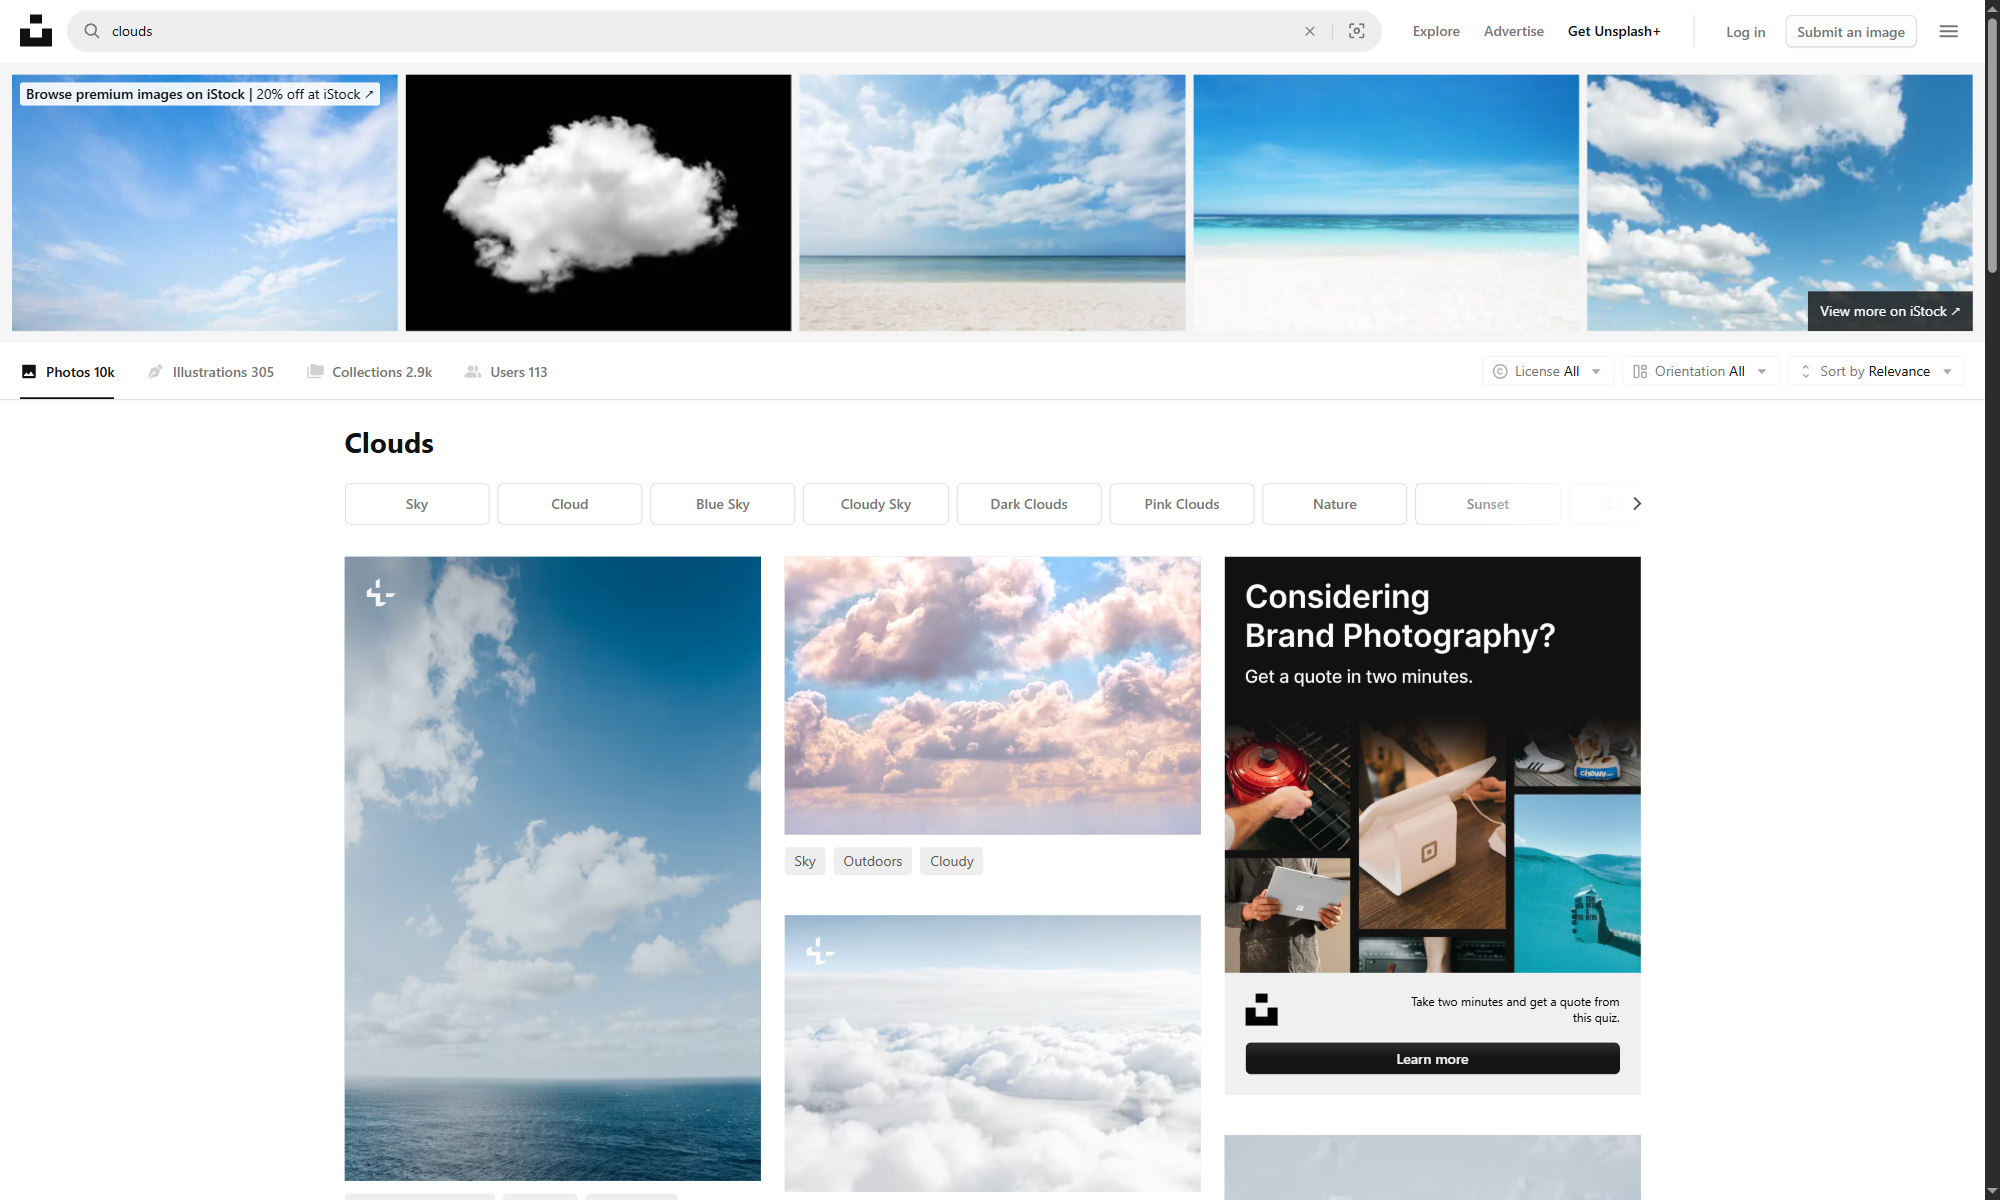 clouds
Explore
Advertise
Get Unsplash+
Log in
Submit an image
Browse premium images on iStock | 20% off at iStock ↗
View more on iStock ↗
Photos 10k
Illustrations 305
Collections 2.9k
Users 113
License All
Orientation All
Sort by Relevance
Clouds
Sky
Cloud
Blue Sky
Cloudy Sky
Dark Clouds
Pink Clouds
Nature
Sunset
Sky
Outdoors
Cloudy
Considering
Brand Photography?
Get a quote in two minutes.
chewy
Take two minutes and get a quote from
this quiz.
Learn more